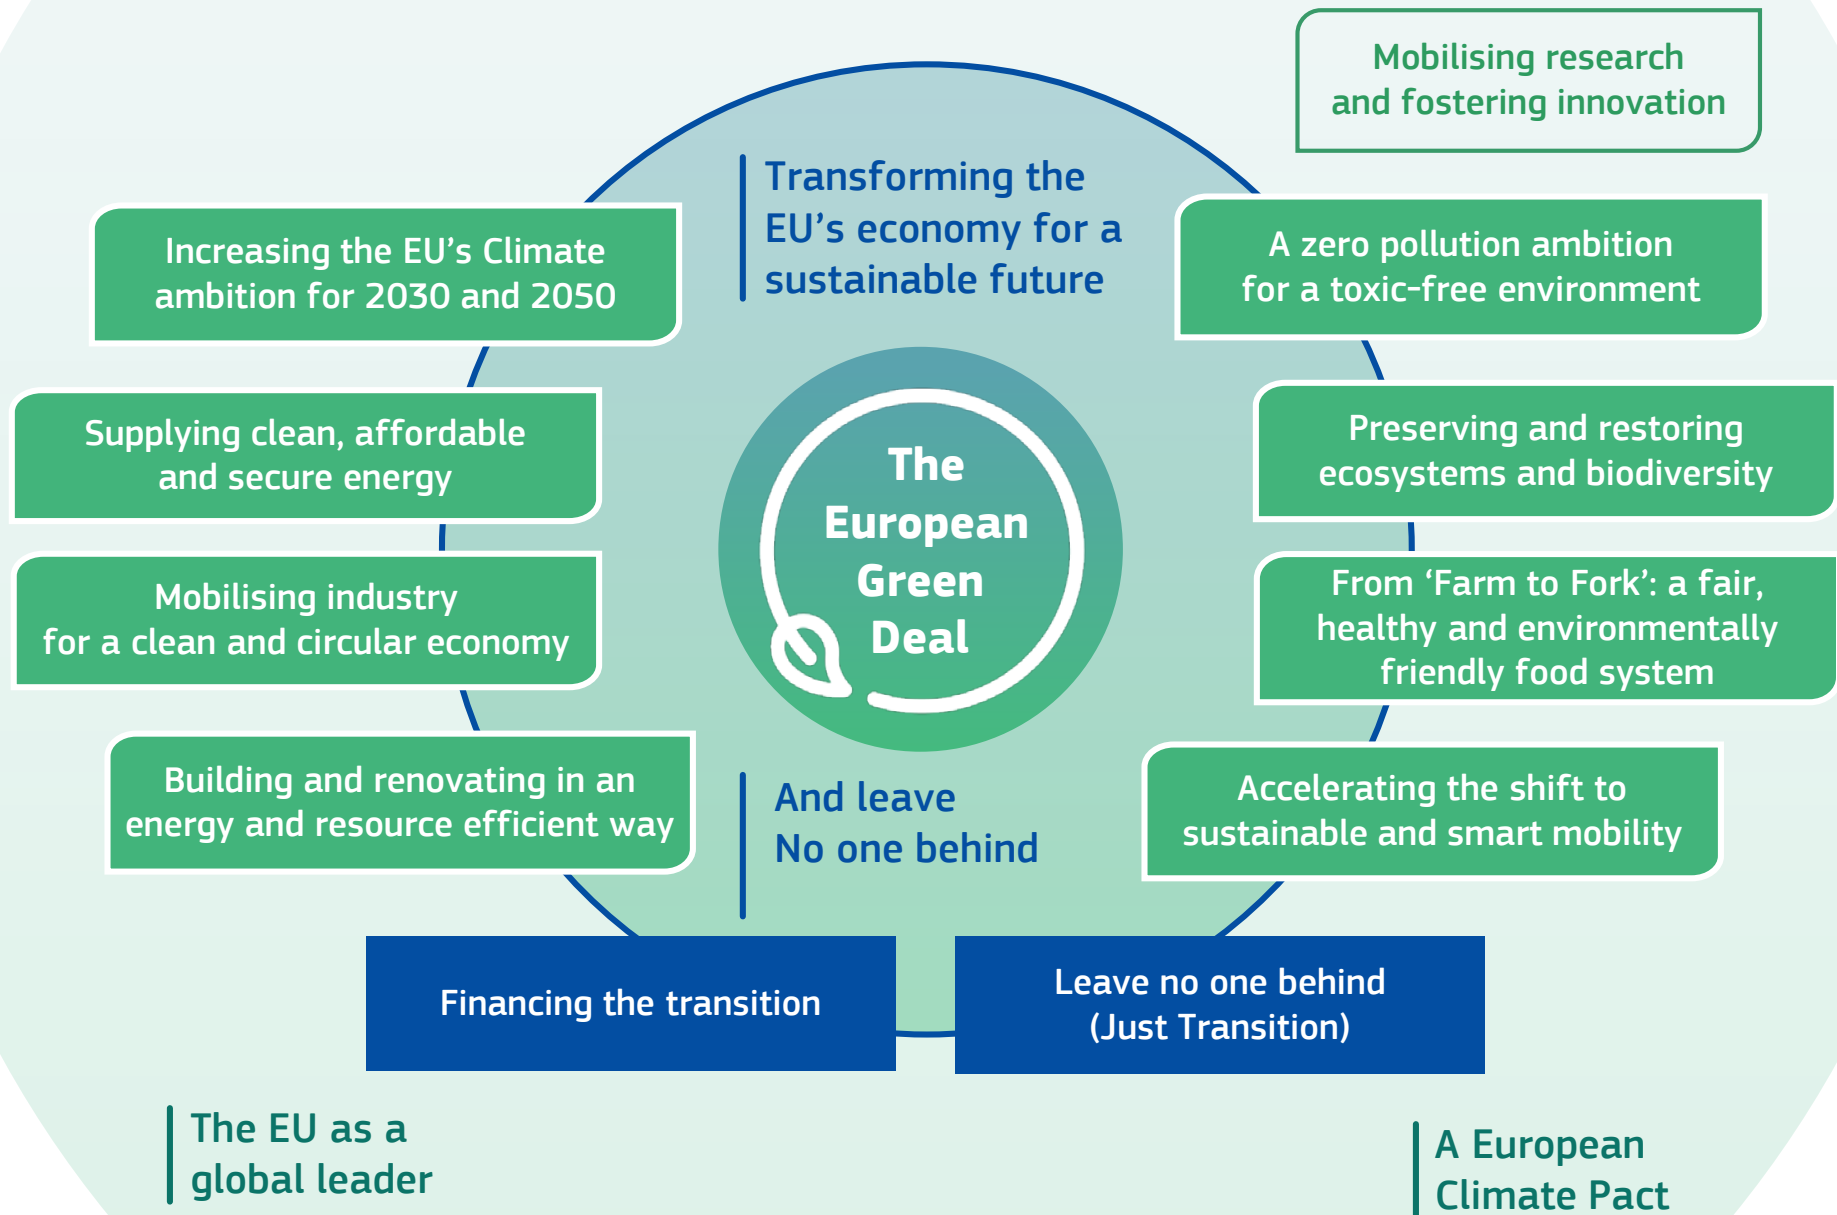 Mobilising research
and fostering innovation
Transforming the
EU’s economy for a
sustainable future
Increasing the EU’s Climate
ambition for 2030 and 2050
A zero pollution ambition
for a toxic-free environment
Supplying clean, affordable
and secure energy
Preserving and restoring
ecosystems and biodiversity
The
European
Green
Deal
Mobilising industry
for a clean and circular economy
From ‘Farm to Fork’: a fair,
healthy and environmentally
friendly food system
Building and renovating in an
energy and resource efficient way
And leave
No one behind
Accelerating the shift to
sustainable and smart mobility
Financing the transition
Leave no one behind
(Just Transition)
The EU as a
global leader
A European
Climate Pact